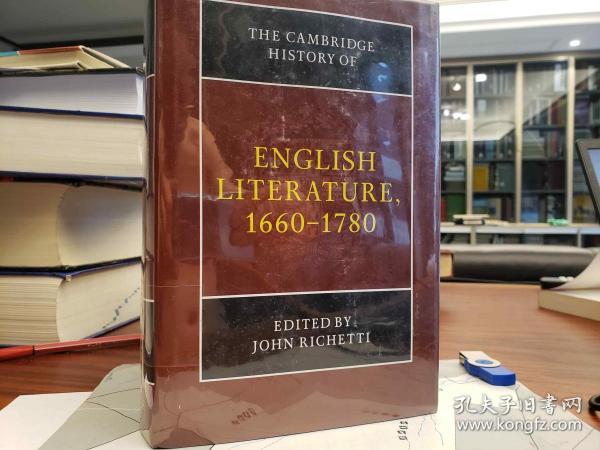 THE CAMBRIDGE
HISTORY OF
ENGLISH
LITERATURE,
1660–1780
EDITED BY
JOHN RICHETTI
孔夫子旧书网
www.kongfz.com